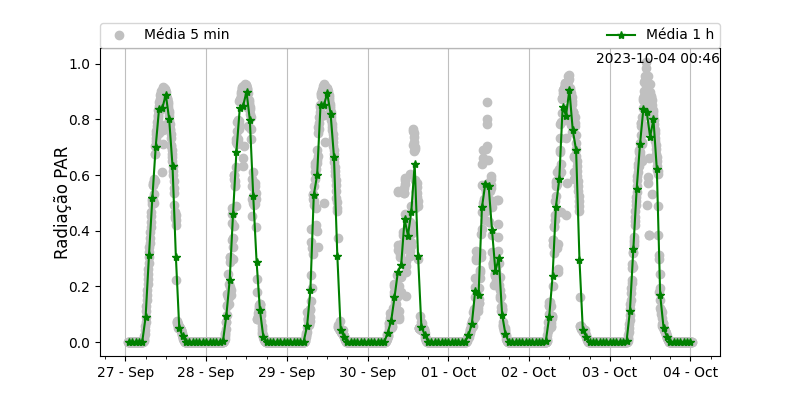 Média 5 min
Média 1 h
2023-10-04 00:46
Radiação PAR
1.0
0.8
0.6
0.4
0.2
0.0
27 - Sep
28 - Sep
29 - Sep
30 - Sep
01 - Oct
02 - Oct
03 - Oct
04 - Oct